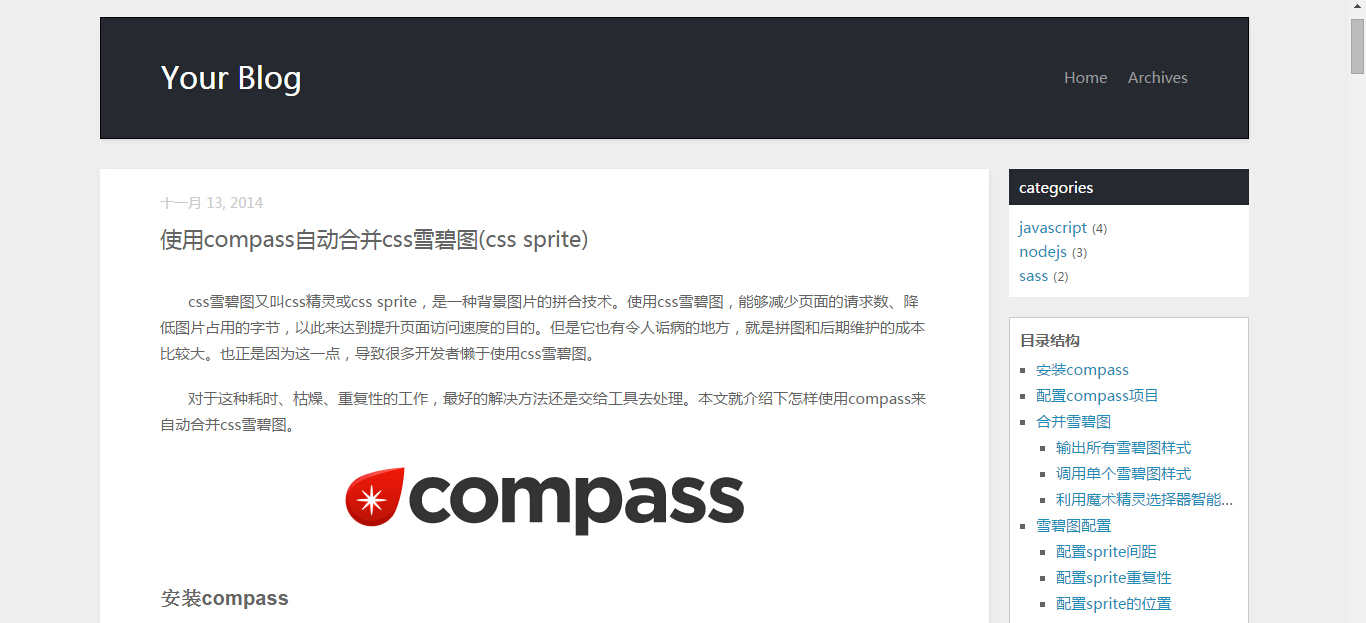 Your Blog
Home Archives
十一月 13, 2014
使用compass自动合并css雪碧图(css sprite)
css雪碧图又叫css精灵或css sprite，是一种背景图片的拼合技术。使用css雪碧图，能够减少页面的请求数、降
低图片占用的字节，以此来达到提升页面访问速度的目的。但是它也有令人诟病的地方，就是拼图和后期维护的成本
比较大。也正是因为这一点，导致很多开发者懒于使用css雪碧图。
对于这种耗时、枯燥、重复性的工作，最好的解决方法还是交给工具去处理。本文就介绍下怎样使用compass来
自动合并css雪碧图。
compass
安装compass
categories
javascript (4)
nodejs (3)
sass (2)
目录结构
安装compass
配置compass项目
合并雪碧图
输出所有雪碧图样式
调用单个雪碧图样式
利用魔术精灵选择器智能...
雪碧图配置
配置sprite间距
配置sprite重复性
配置sprite的位置